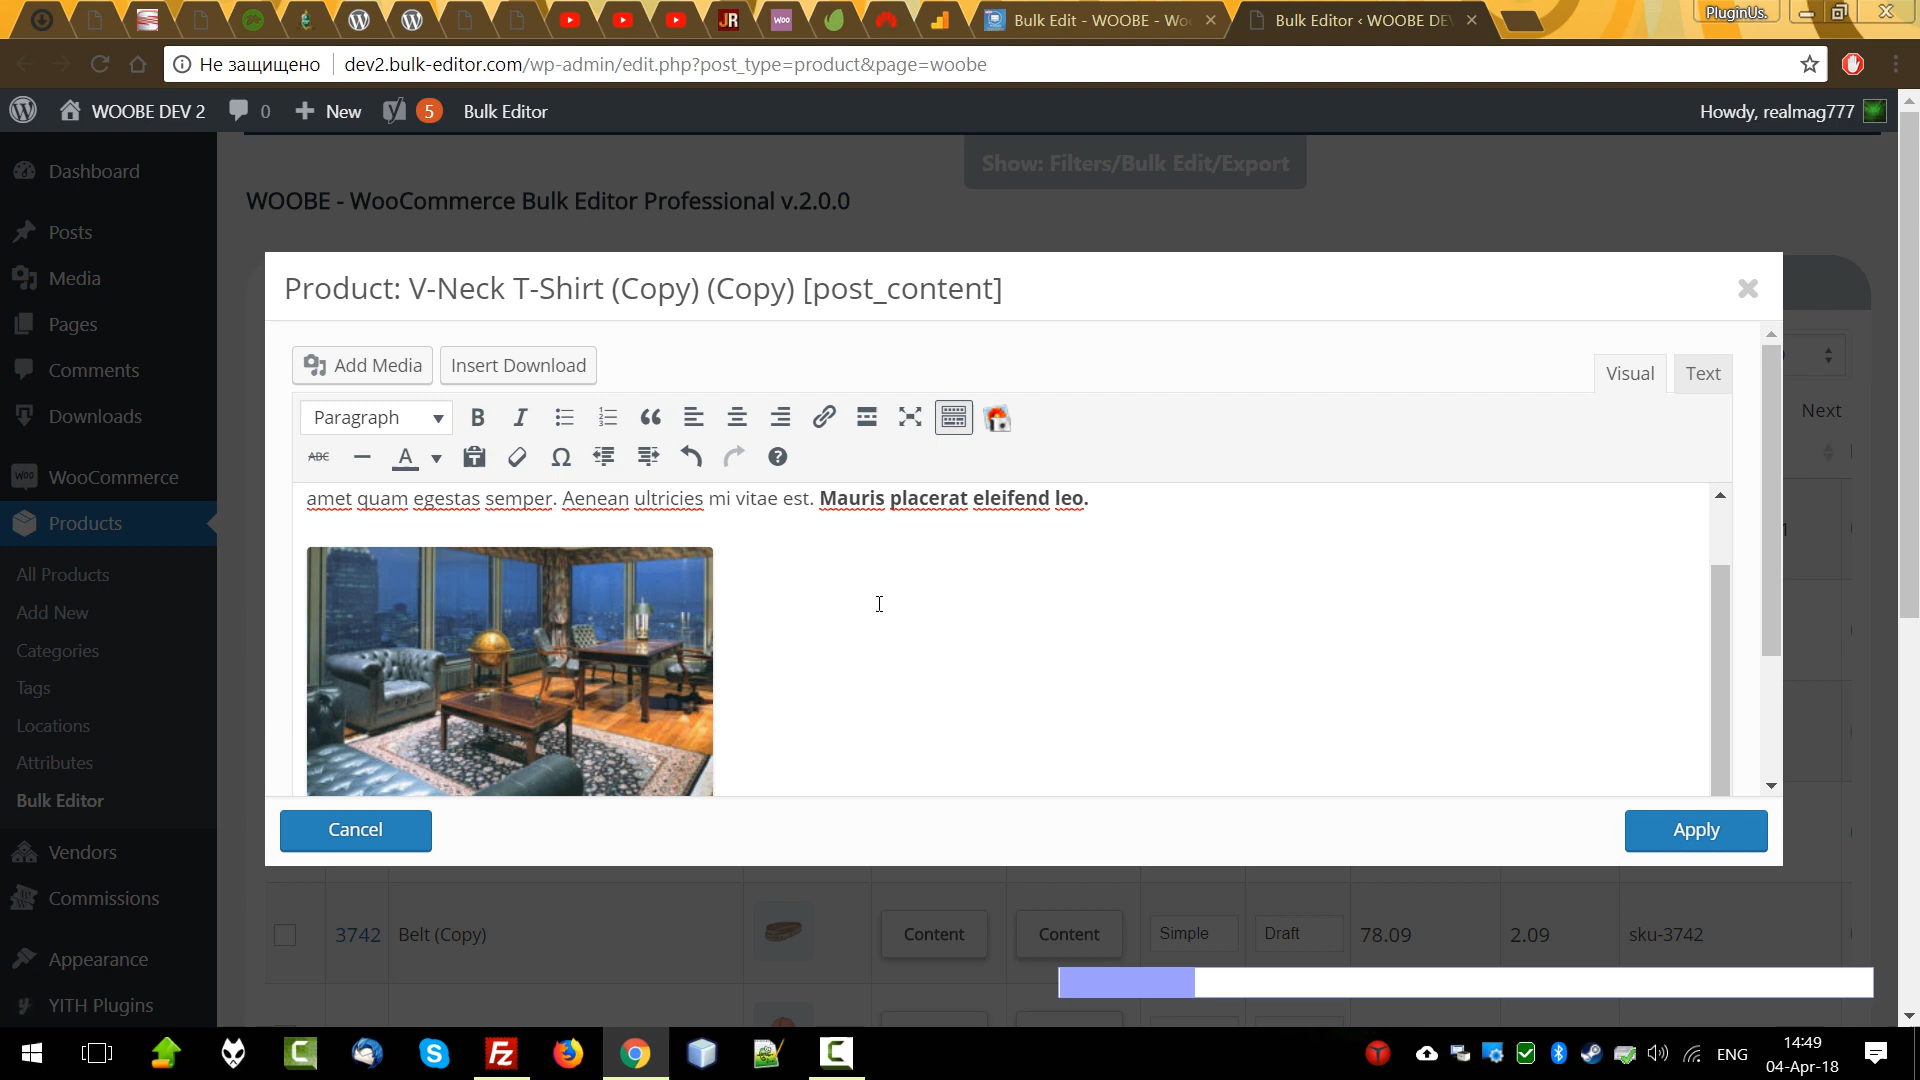 JR
woo
Bulk Edit - WOOBE - Wo
Bulk Editor ‹ WOOBE DE
PluginUs.
Не защищено
dev2.bulk-editor.com/wp-admin/edit.php?post_type=product&page=woobe
WOOBE DEV 2
0
New
5
Bulk Editor
Howdy, realmag777
Dashboard
Posts
Media
Pages
Comments
Downloads
WooCommerce
Products
All Products
Add New
Categories
Tags
Locations
Attributes
Bulk Editor
Vendors
Commissions
Appearance
YITH Plugins
Show: Filters/Bulk Edit/Export
WOOBE - WooCommerce Bulk Editor Professional v.2.0.0
Product: V-Neck T-Shirt (Copy) (Copy) [post_content]
Add Media
Insert Download
Visual
Text
Next
Paragraph
B
I
ABC
A
Ω
amet quam egestas semper. Aenean ultricies mi vitae est. Mauris placerat eleifend leo.
Cancel
Apply
3742
Belt (Copy)
Content
Content
Simple
Draft
78.09
2.09
sku-3742
Fz
ENG
14:49
04-Apr-18